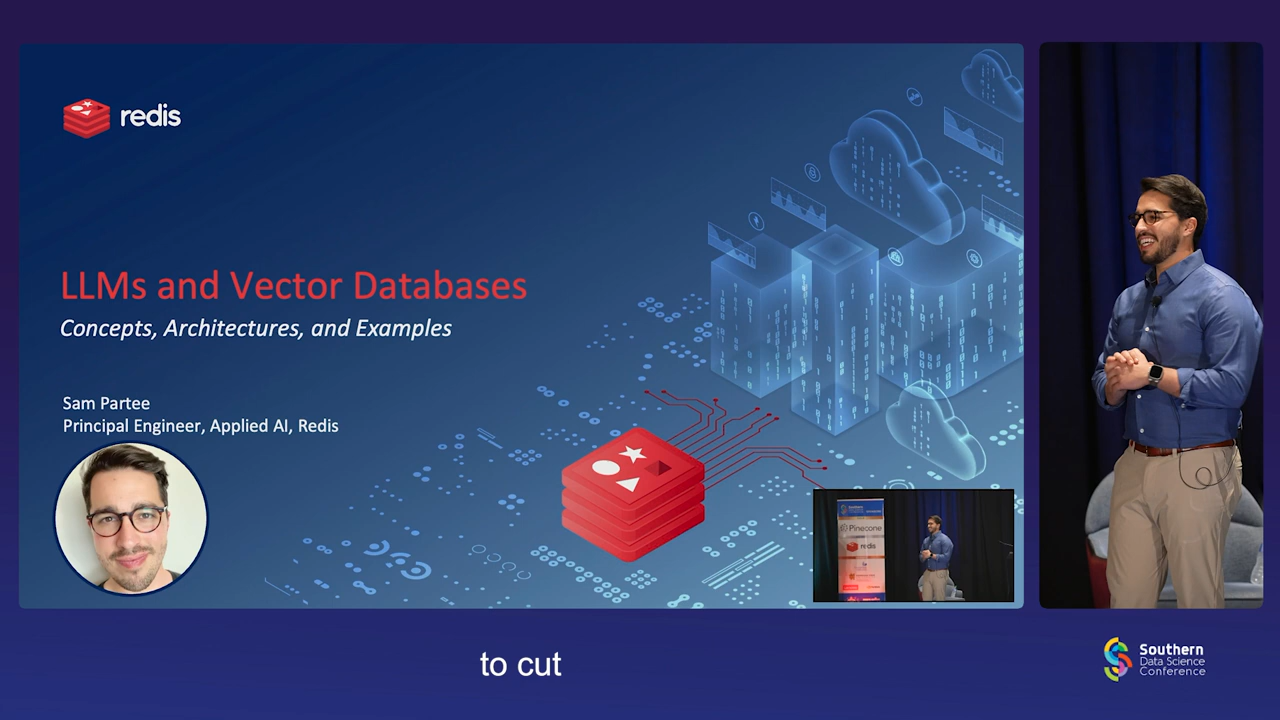 redis
LLMs and Vector Databases
Concepts, Architectures, and Examples
Sam Partee
Principal Engineer, Applied AI, Redis
Pinecone
redis
to cut
Southern
Data Science
Conference